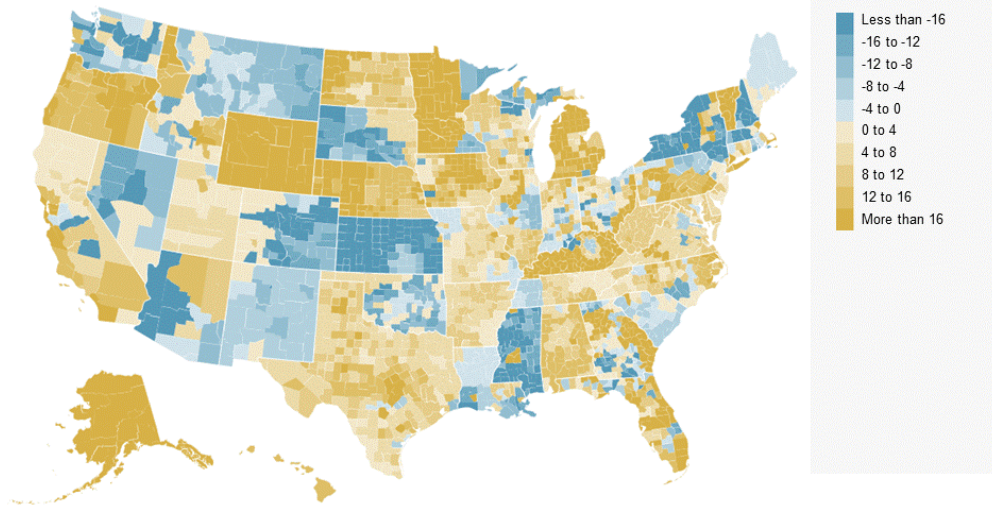 Less than -16
-16 to -12
-12 to -8
-8 to -4
-4 to 0
0 to 4
4 to 8
8 to 12
12 to 16
More than 16